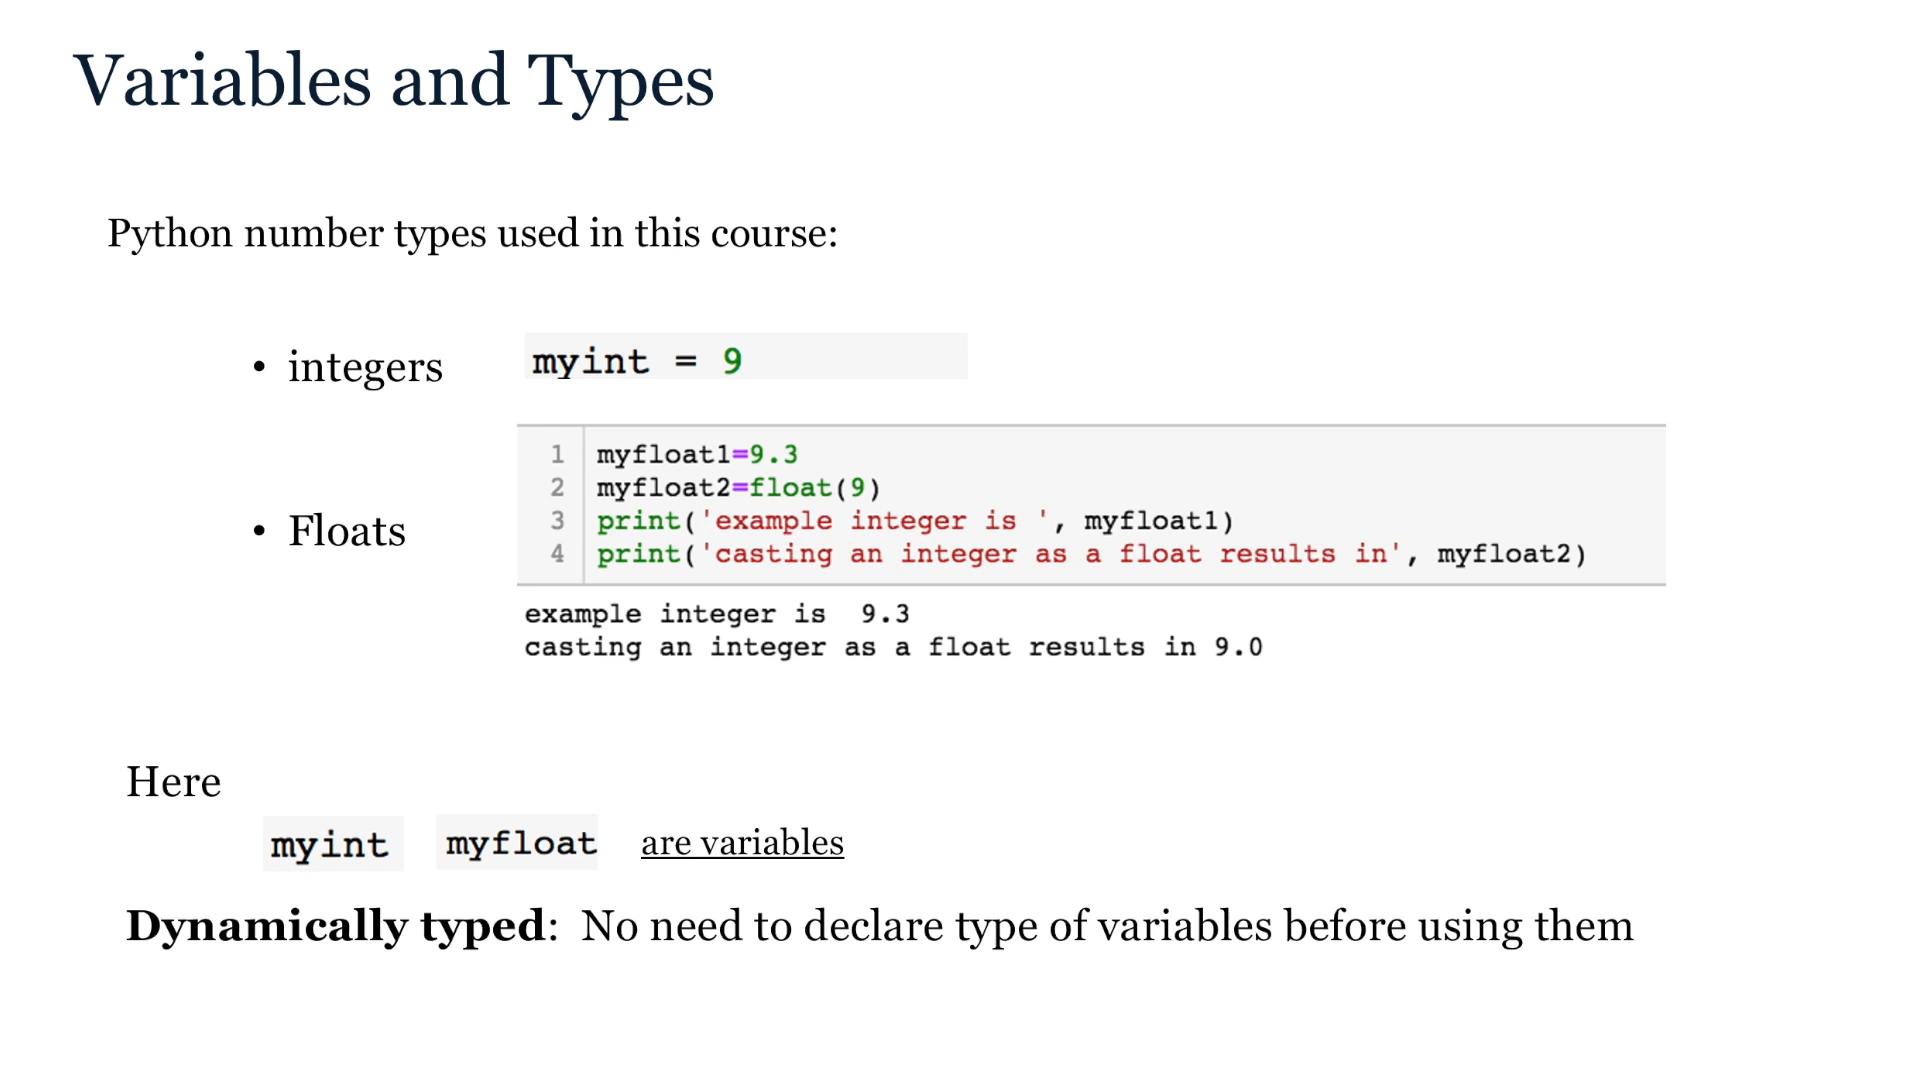 Variables and Types
Python number types used in this course:
• integers
myint = 9
• Floats
1 myfloat1=9.3
2 myfloat2=float(9)
3 print('example integer is ', myfloat1)
4 print('casting an integer as a float results in', myfloat2)
example integer is  9.3
casting an integer as a float results in 9.0
Here
myint myfloat are variables
Dynamically typed: No need to declare type of variables before using them